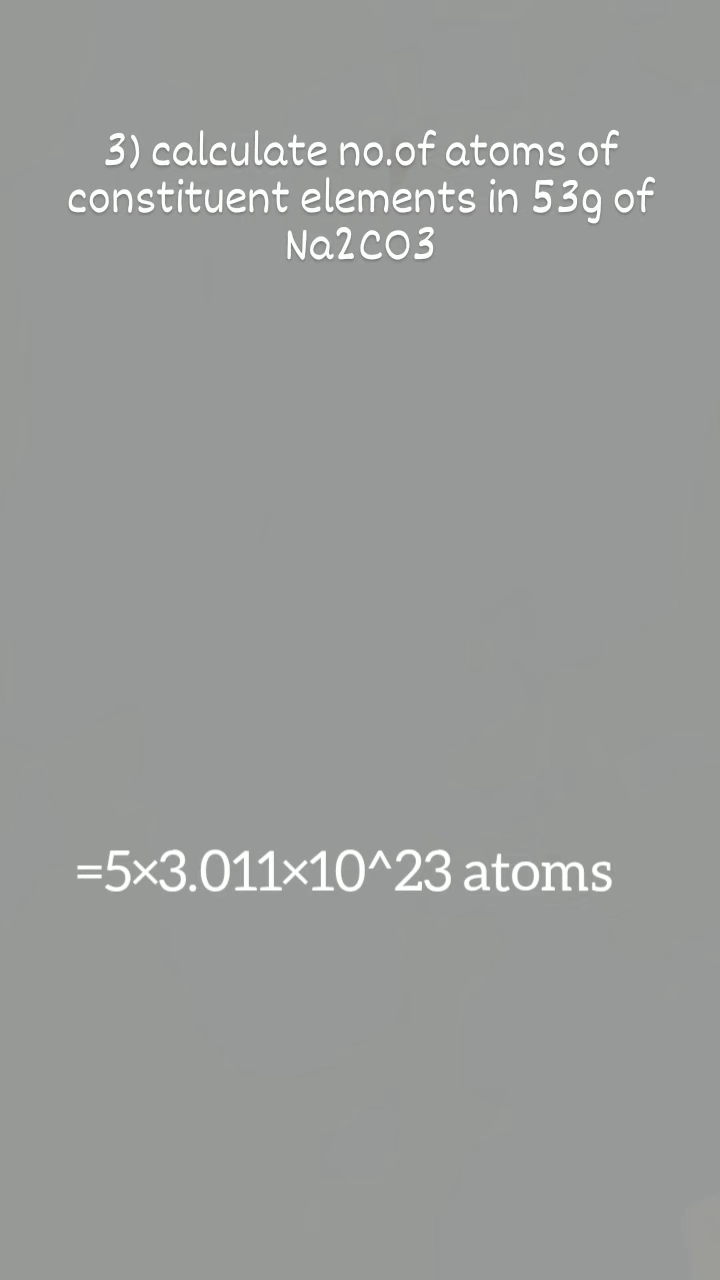 3) calculate no.of atoms of
constituent elements in 53g of
Na2CO3
=5×3.011×10^23 atoms